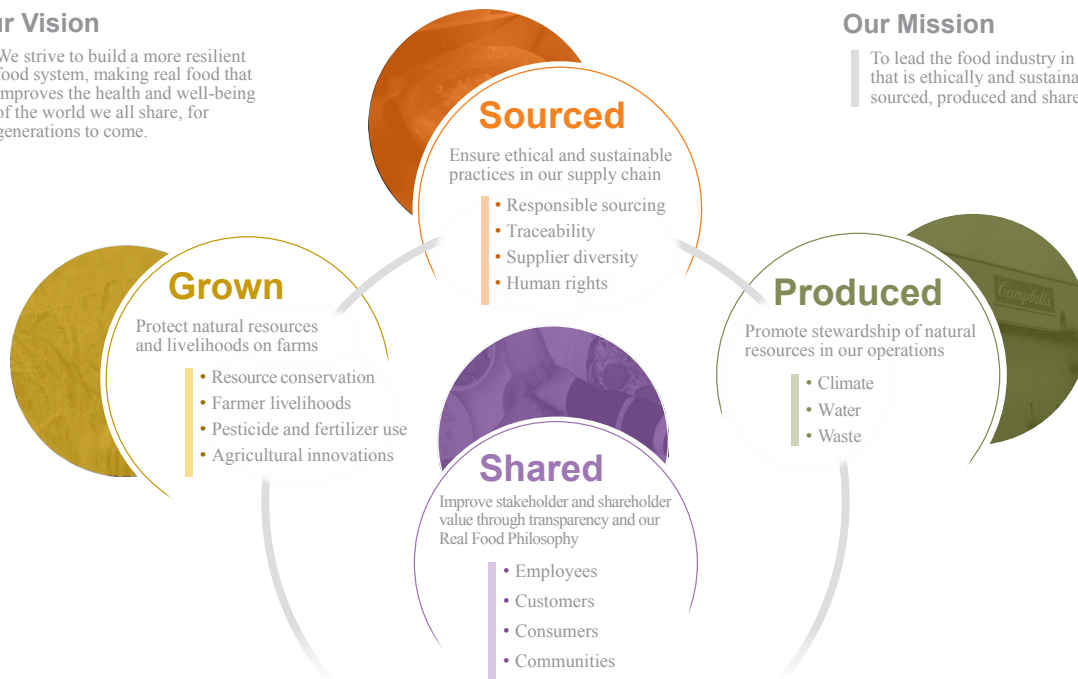 ur Vision
We strive to build a more resilient
food system, making real food that
improves the health and well-being
of the world we all share, for
generations to come.
Our Mission
To lead the food industry in
that is ethically and sustaina
sourced, produced and share
Sourced
Ensure ethical and sustainable
practices in our supply chain
• Responsible sourcing
• Traceability
• Supplier diversity
• Human rights
Grown
Protect natural resources
and livelihoods on farms
• Resource conservation
• Farmer livelihoods
• Pesticide and fertilizer use
• Agricultural innovations
Produced
Promote stewardship of natural
resources in our operations
• Climate
• Water
• Waste
Campbell's
Shared
Improve stakeholder and shareholder
value through transparency and our
Real Food Philosophy
• Employees
• Customers
• Consumers
• Communities